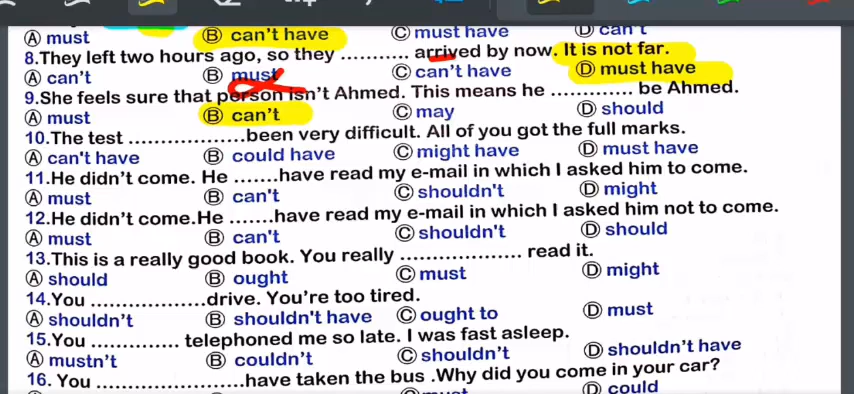 Ⓐ must Ⓑ can't have Ⓒ must have Ⓓ can't
8.They left two hours ago, so they ........... arrived by now. It is not far.
Ⓐ can't Ⓑ must Ⓒ can't have Ⓓ must have
9.She feels sure that person isn't Ahmed. This means he ............. be Ahmed.
Ⓐ must Ⓑ can't Ⓒ may Ⓓ should
10.The test ..................been very difficult. All of you got the full marks.
Ⓐ can't have Ⓑ could have Ⓒ might have Ⓓ must have
11.He didn't come. He .......have read my e-mail in which I asked him to come.
Ⓐ must Ⓑ can't Ⓒ shouldn't Ⓓ might
12.He didn't come.He .......have read my e-mail in which I asked him not to come.
Ⓐ must Ⓑ can't Ⓒ shouldn't Ⓓ should
13.This is a really good book. You really ................... read it.
Ⓐ should Ⓑ ought Ⓒ must Ⓓ might
14.You ..................drive. You're too tired.
Ⓐ shouldn't Ⓑ shouldn't have Ⓒ ought to Ⓓ must
15.You .............. telephoned me so late. I was fast asleep.
Ⓐ mustn't Ⓑ couldn't Ⓒ shouldn't Ⓓ shouldn't have
16. You .......................have taken the bus .Why did you come in your car?
Ⓒ must Ⓓ could